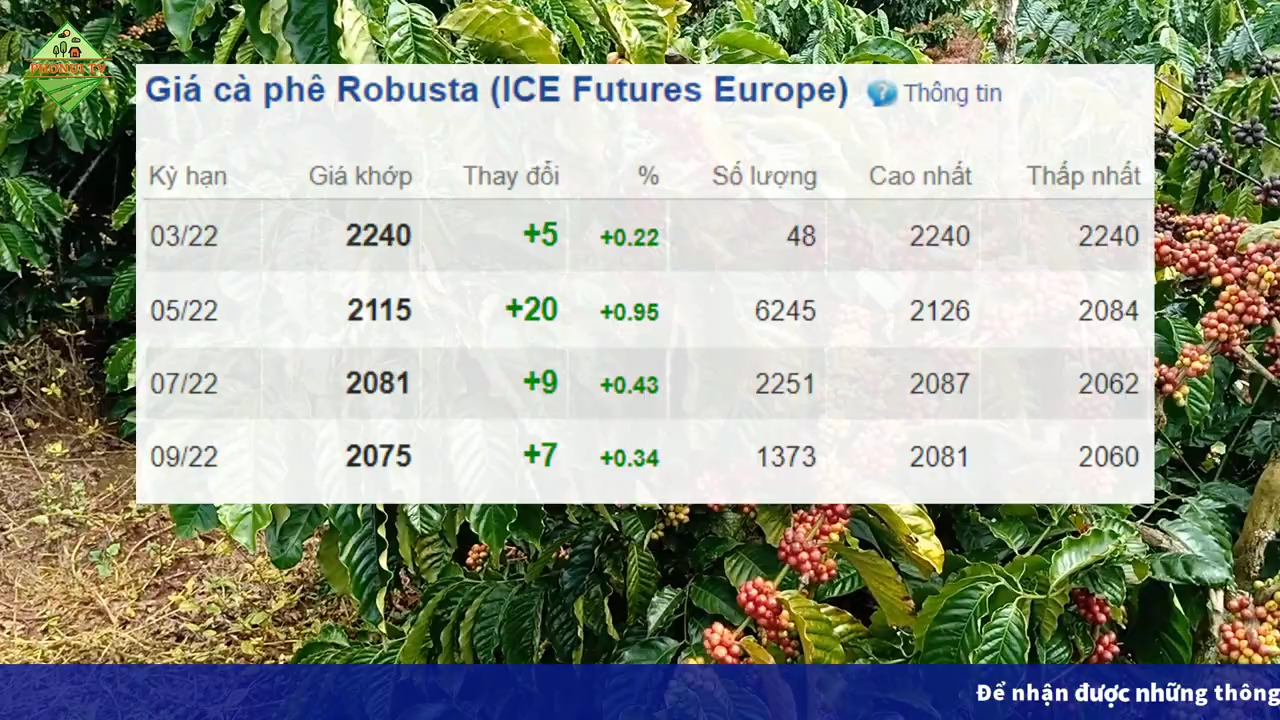 PHONUI TV
Giá cà phê Robusta (ICE Futures Europe) ? Thông tin
Kỳ hạn Giá khớp Thay đổi % Số lượng Cao nhất Thấp nhất
03/22 2240 +5 +0.22 48 2240 2240
05/22 2115 +20 +0.95 6245 2126 2084
07/22 2081 +9 +0.43 2251 2087 2062
09/22 2075 +7 +0.34 1373 2081 2060
Để nhận được những thông